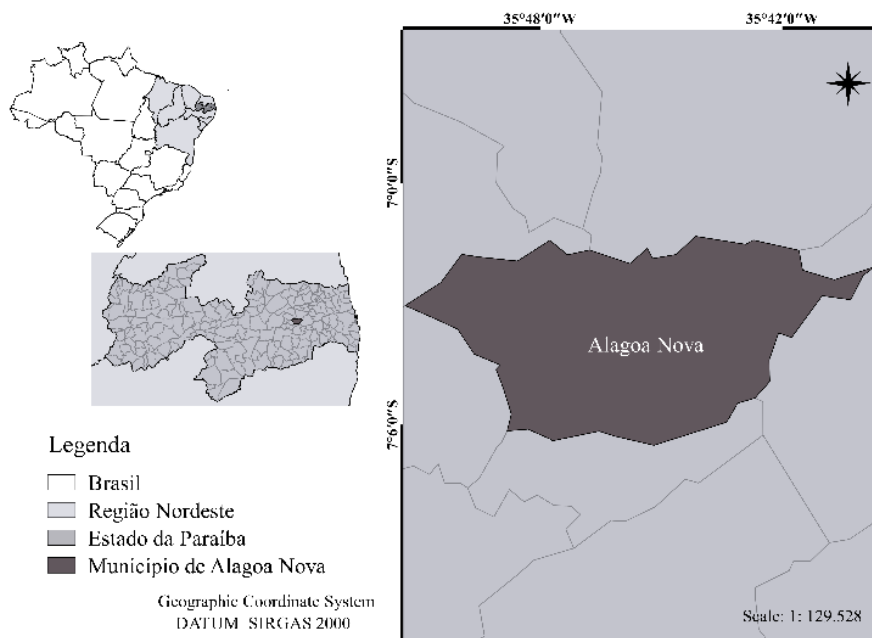 35°48'0"W
35°42'0"W
7°0'0"S
7°6'0"S
Alagoa Nova
Legenda
Brasil
Região Nordeste
Estado da Paraíba
Município de Alagoa Nova
Geographic Coordinate System
DATUM SIRGAS 2000
Scale: 1: 129.528